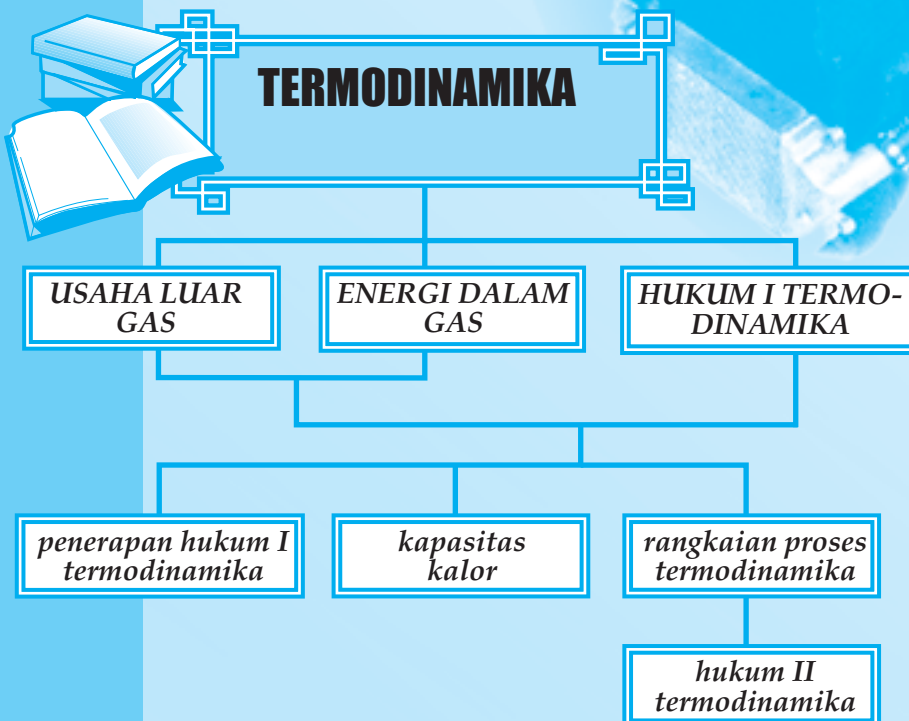 TERMODINAMIKA
USAHA LUAR
GAS
ENERGI DALAM
GAS
HUKUM I TERMO-
DINAMIKA
penerapan hukum I
termodinamika
kapasitas
kalor
rangkaian proses
termodinamika
hukum II
termodinamika